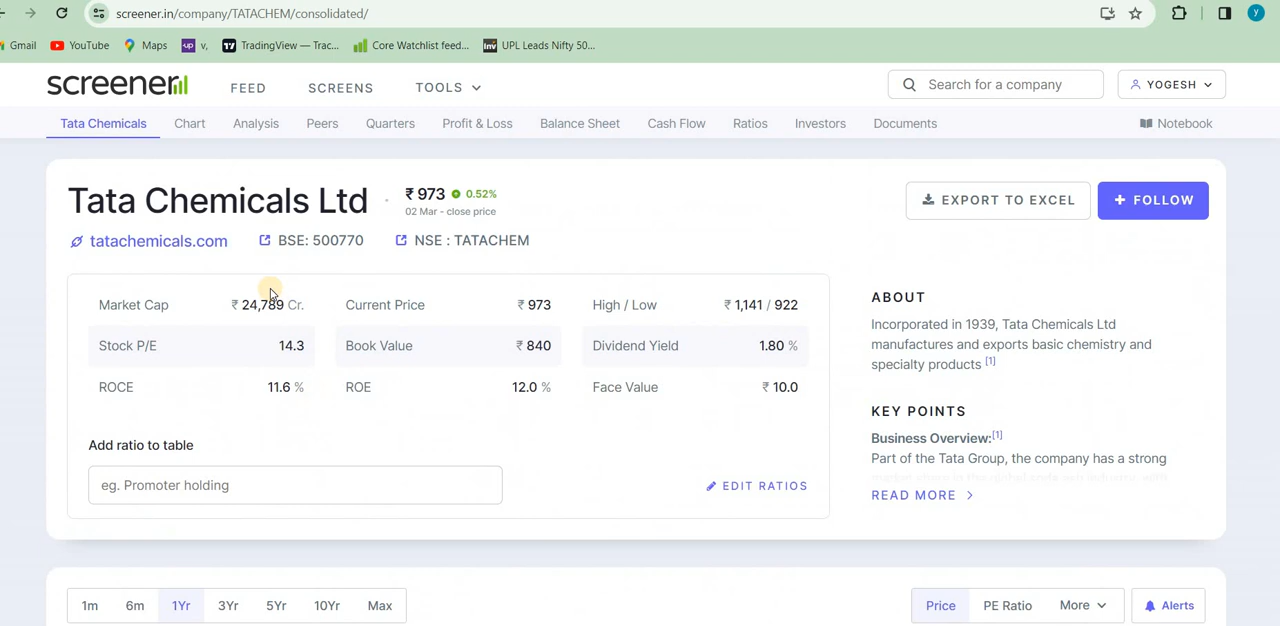 screener.in/company/TATACHEM/consolidated/
y
Gmail YouTube Maps up v, TradingView — Trac... Core Watchlist feed... Inv UPL Leads Nifty 50...
screener FEED SCREENS TOOLS Search for a company YOGESH
Tata Chemicals Chart Analysis Peers Quarters Profit & Loss Balance Sheet Cash Flow Ratios Investors Documents Notebook
Tata Chemicals Ltd · ₹ 973 0.52%
02 Mar - close price
EXPORT TO EXCEL + FOLLOW
tatachemicals.com BSE: 500770 NSE : TATACHEM
Market Cap ₹ 24,789 Cr. Current Price ₹ 973 High / Low ₹ 1,141 / 922
Stock P/E 14.3 Book Value ₹ 840 Dividend Yield 1.80 %
ROCE 11.6 % ROE 12.0 % Face Value ₹ 10.0
Add ratio to table
eg. Promoter holding EDIT RATIOS
ABOUT
Incorporated in 1939, Tata Chemicals Ltd
manufactures and exports basic chemistry and
specialty products [1]
KEY POINTS
Business Overview:[1]
Part of the Tata Group, the company has a strong
READ MORE
1m 6m 1Yr 3Yr 5Yr 10Yr Max Price PE Ratio More Alerts